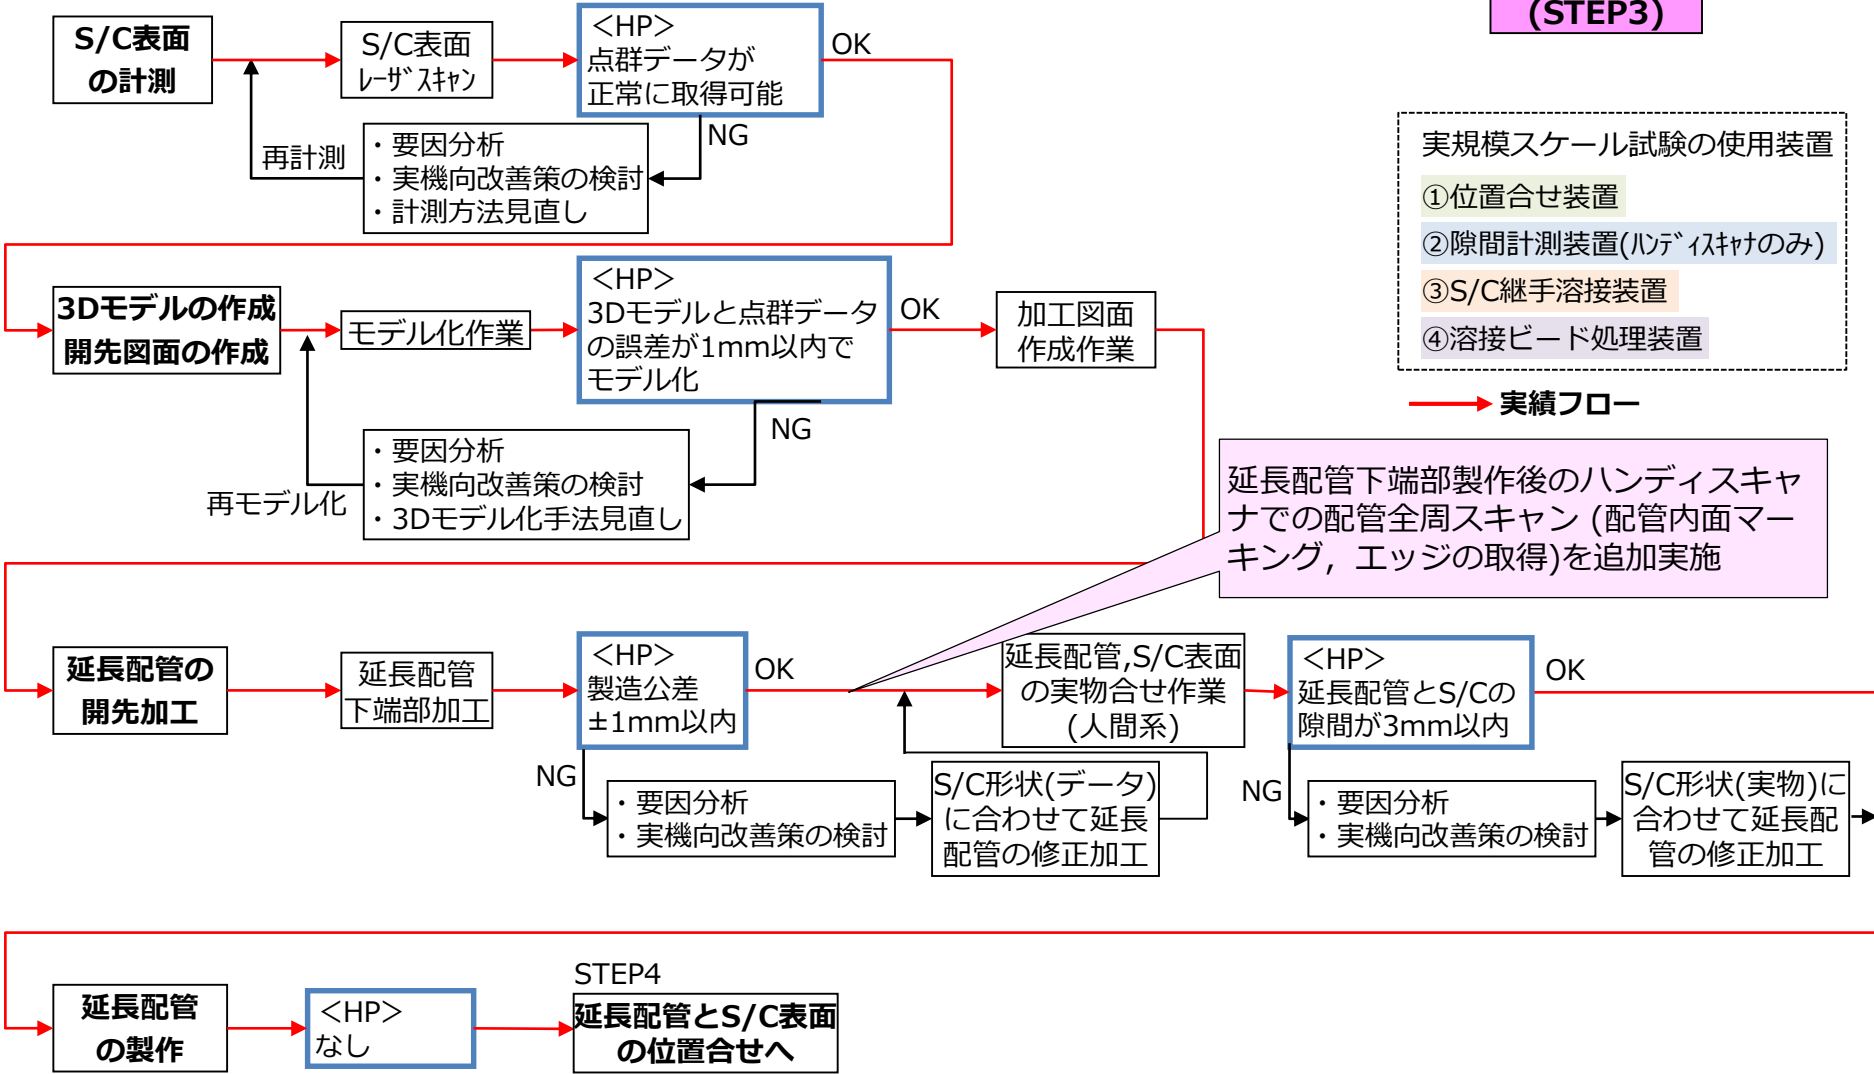 (STEP3)
S/C表面
の計測
S/C表面
ﾚｰｻﾞｽｷｬﾝ
＜HP＞
点群データが
正常に取得可能
OK
NG
再計測
・要因分析
・実機向改善策の検討
・計測方法見直し
実規模スケール試験の使用装置
①位置合せ装置
②隙間計測装置(ﾊﾝﾃﾞｨｽｷｬﾅのみ)
③S/C継手溶接装置
④溶接ビード処理装置
実績フロー
3Dモデルの作成
開先図面の作成
モデル化作業
＜HP＞
3Dモデルと点群データ
の誤差が1mm以内で
モデル化
OK
加工図面
作成作業
NG
再モデル化
・要因分析
・実機向改善策の検討
・3Dモデル化手法見直し
延長配管下端部製作後のハンディスキャ
ナでの配管全周スキャン (配管内面マー
キング，エッジの取得)を追加実施
延長配管の
開先加工
延長配管
下端部加工
＜HP＞
製造公差
±1mm以内
OK
延長配管,S/C表面
の実物合せ作業
(人間系)
＜HP＞
延長配管とS/Cの
隙間が3mm以内
OK
NG
・要因分析
・実機向改善策の検討
S/C形状(データ)
に合わせて延長
配管の修正加工
NG
・要因分析
・実機向改善策の検討
S/C形状(実物)に
合わせて延長配
管の修正加工
延長配管
の製作
＜HP＞
なし
STEP4
延長配管とS/C表面
の位置合せへ